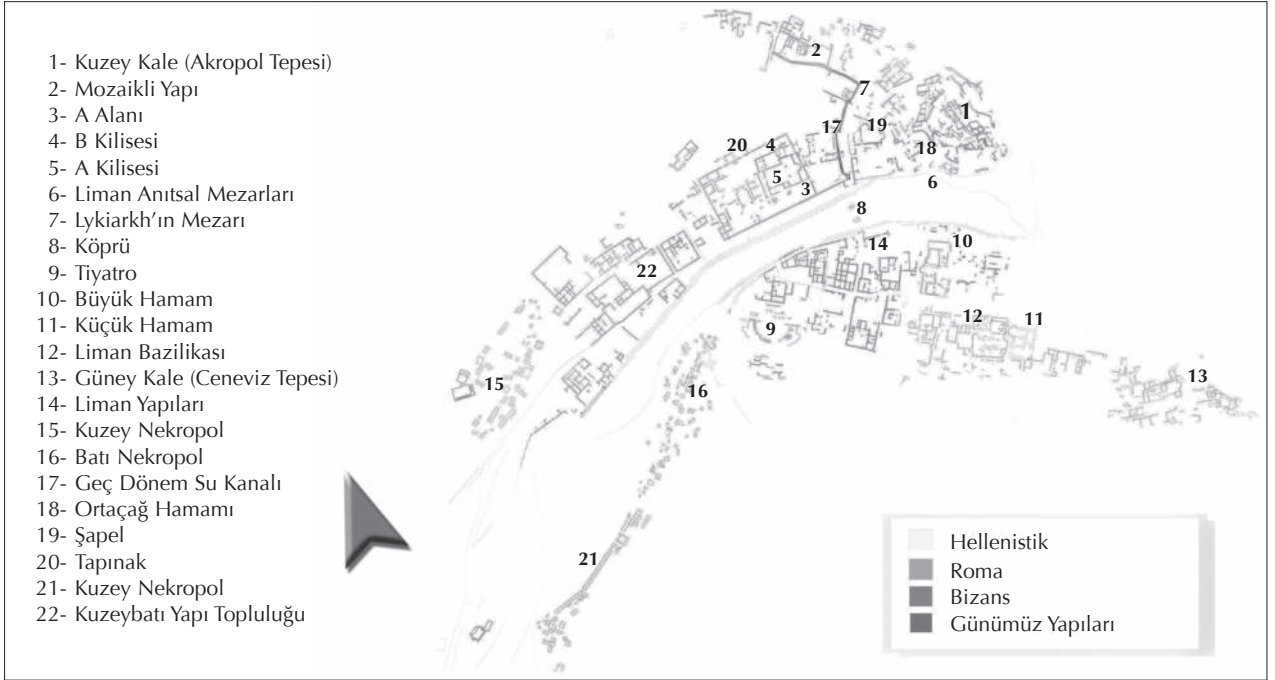 1- Kuzey Kale (Akropol Tepesi)
2- Mozaikli Yapı
3- A Alanı
4- B Kilisesi
5- A Kilisesi
6- Liman Anıtsal Mezarları
7- Lykiarkh’ın Mezarı
8- Köprü
9- Tiyatro
10- Büyük Hamam
11- Küçük Hamam
12- Liman Bazilikası
13- Güney Kale (Ceneviz Tepesi)
14- Liman Yapıları
15- Kuzey Nekropol
16- Batı Nekropol
17- Geç Dönem Su Kanalı
18- Ortaçağ Hamamı
19- Şapel
20- Tapınak
21- Kuzey Nekropol
22- Kuzeybatı Yapı Topluluğu
2
7
1
17
19
20
4
18
5
3
6
8
14
10
22
9
12
11
15
16
13
21
Hellenistik
Roma
Bizans
Günümüz Yapıları